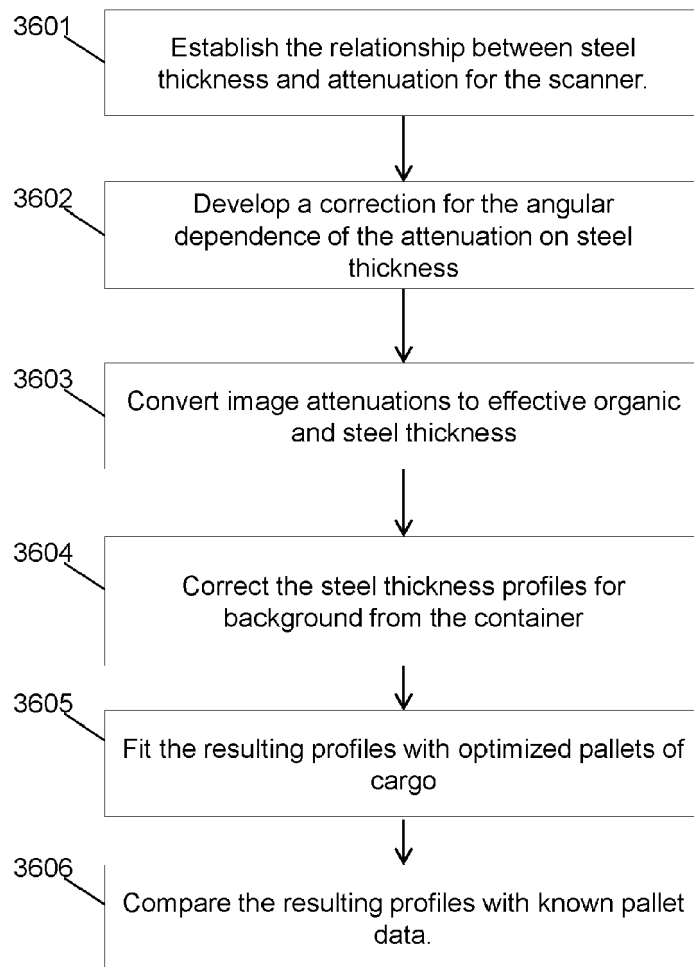 3601
Establish the relationship between steel
thickness and attenuation for the scanner.
3602
Develop a correction for the angular
dependence of the attenuation on steel
thickness
3603
Convert image attenuations to effective organic
and steel thickness
3604
Correct the steel thickness profiles for
background from the container
3605
Fit the resulting profiles with optimized pallets of
cargo
3606
Compare the resulting profiles with known pallet
data.